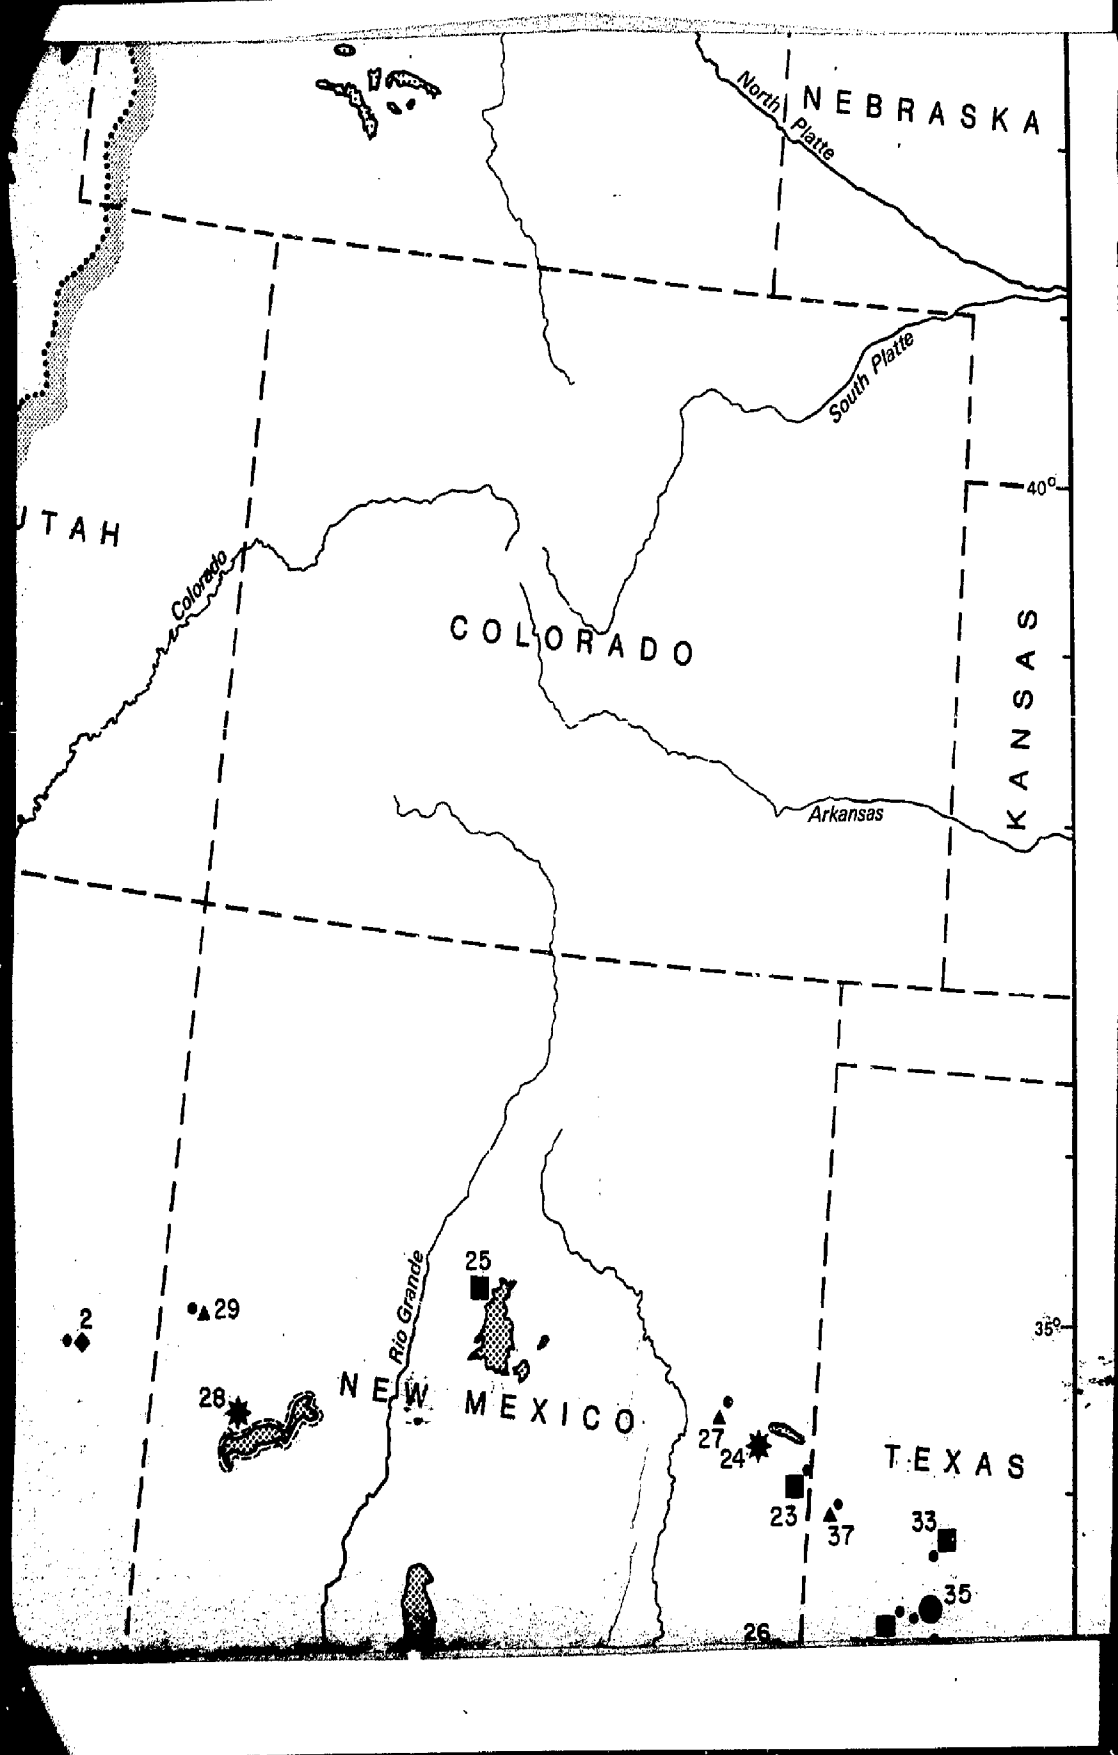 NEBRASKA
North Platte
South Platte
40°
UTAH
Colorado
COLORADO
KANSAS
Arkansas
Rio Grande
25
2
29
35°
28
NEW MEXICO
27
24
TEXAS
23
37
33
35
26